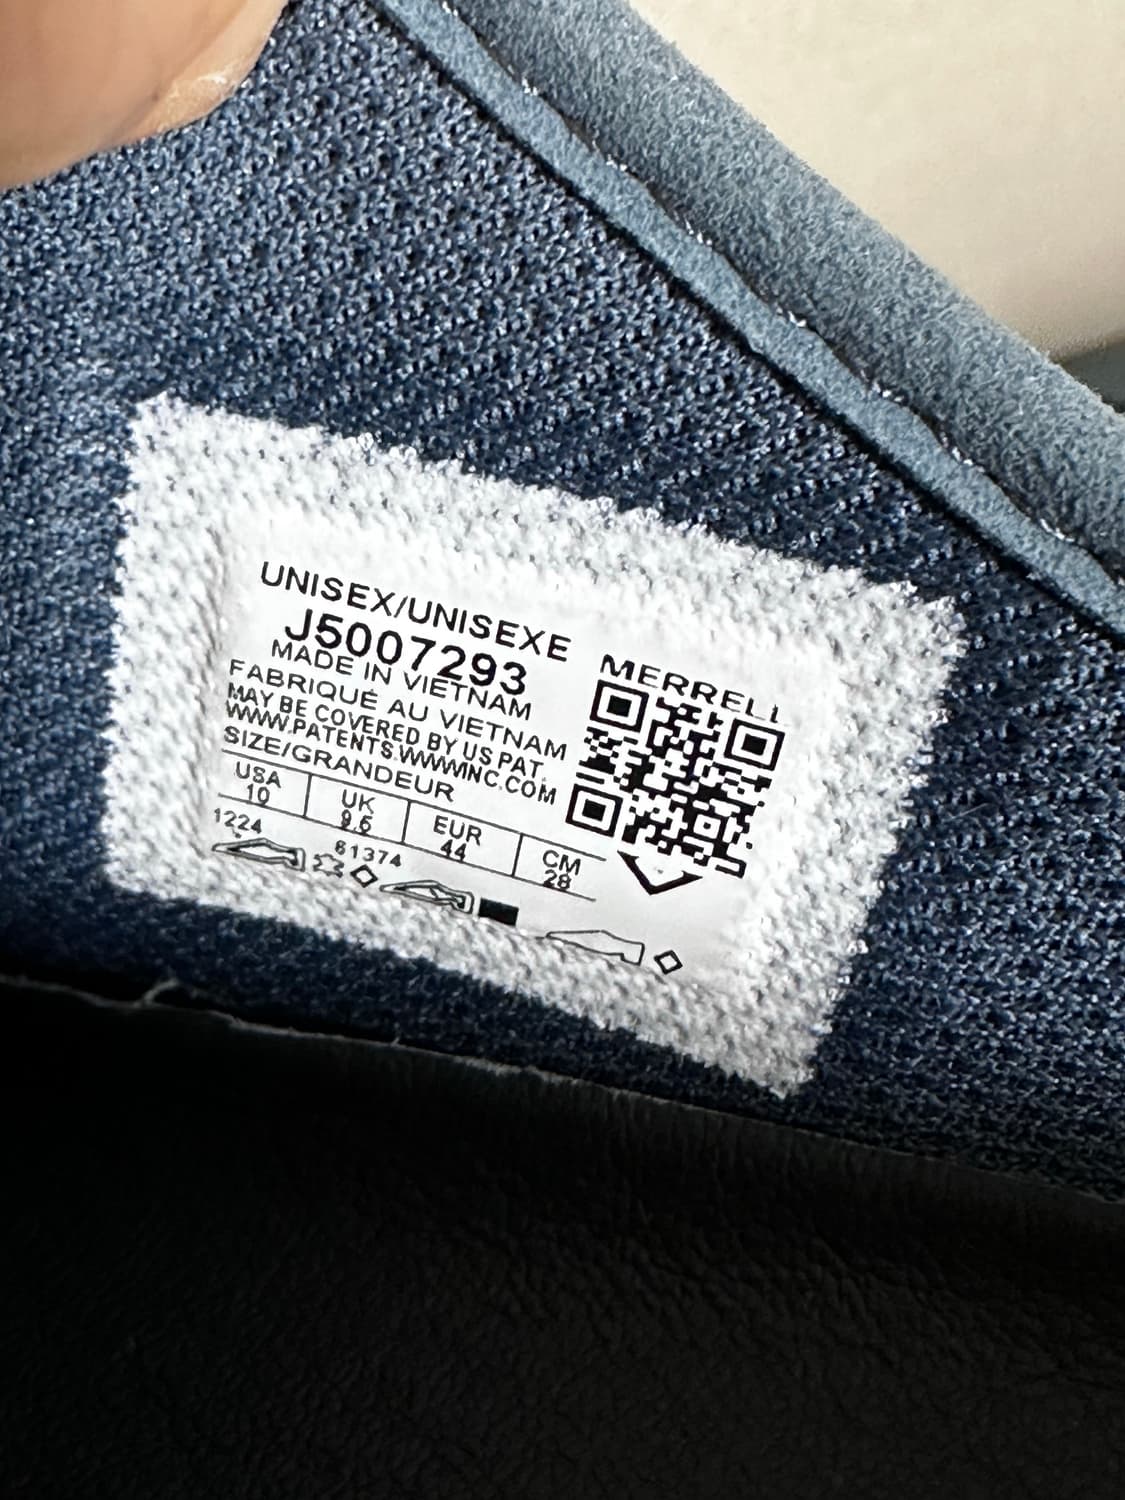 UNISEX/UNISEXE
J5007293
MADE IN VIETNAM
FABRIQUÉ AU VIETNAM
MAY BE COVERED BY US PAT.
WWW.PATENTS.WWWINC.COM
SIZE/GRANDEUR
USA UK EUR CM
10 9.5 44 28
1224 61374
MERRELL